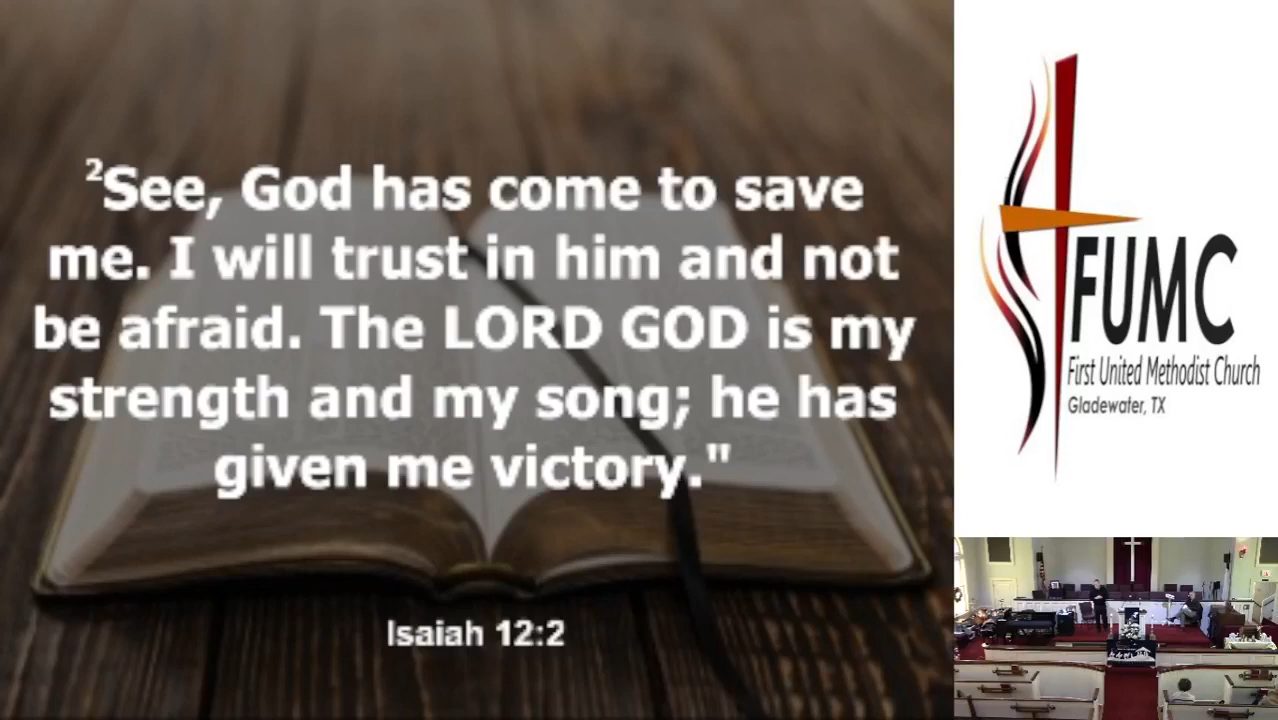 ²See, God has come to save
me. I will trust in him and not
be afraid. The LORD GOD is my
strength and my song; he has
given me victory."
Isaiah 12:2
FUMC
First United Methodist Church
Gladewater, TX